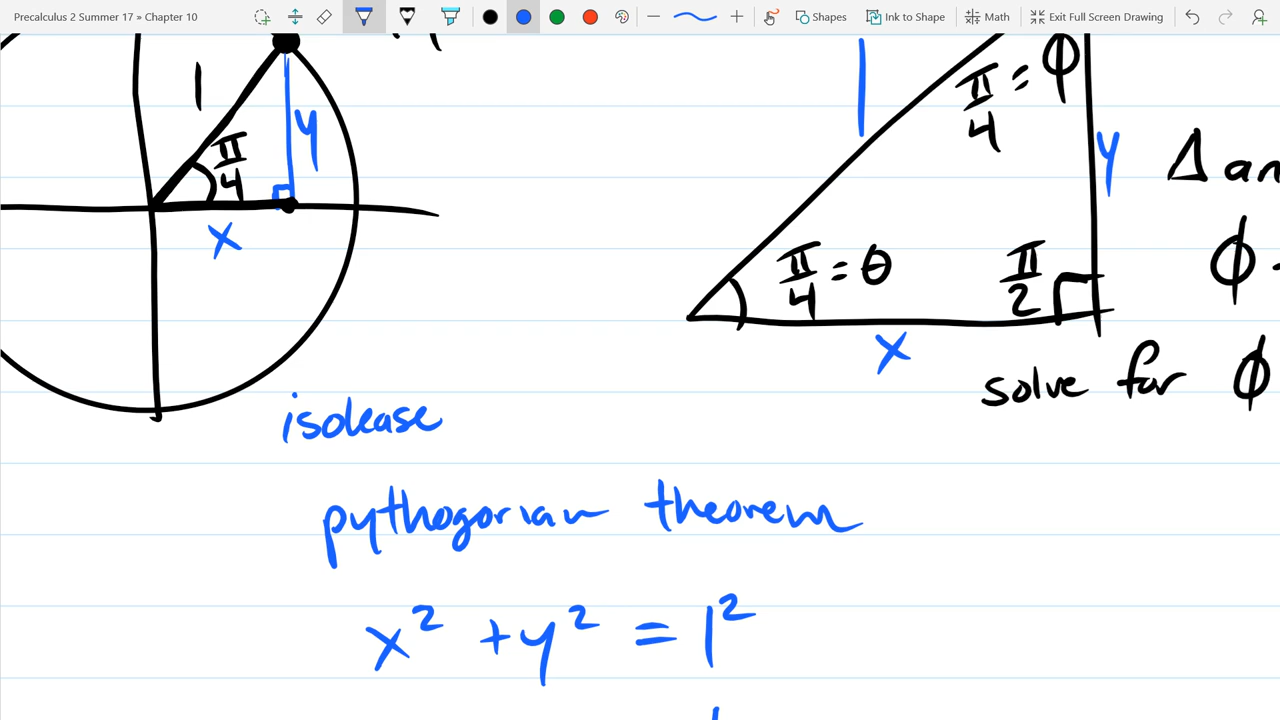 Precalculus 2 Summer 17 » Chapter 10
Shapes
Ink to Shape
Math
Exit Full Screen Drawing
1
π/4
y
x
1
π/4 = φ
y
Δ an
π/4 = θ
π/2
φ
x
solve for φ
isolease
pythogorian theorem
x² + y² = 1²